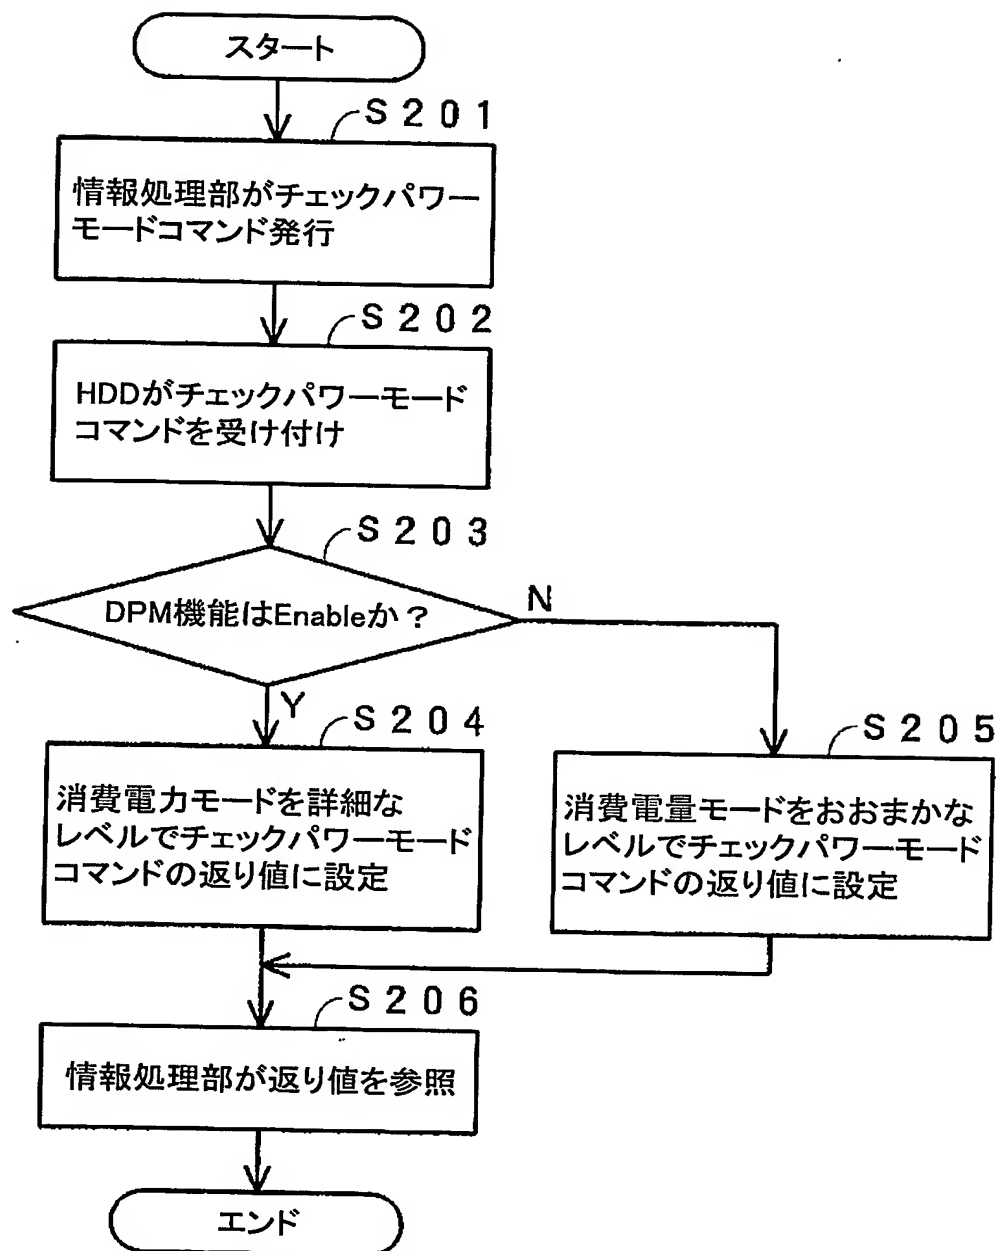 スタート
S201
情報処理部がチェックパワー
モードコマンド発行
S202
HDDがチェックパワーモード
コマンドを受け付け
S203
DPM機能はEnableか?
N
Y
S204
消費電力モードを詳細な
レベルでチェックパワーモード
コマンドの返り値に設定
S205
消費電量モードをおおまかな
レベルでチェックパワーモード
コマンドの返り値に設定
S206
情報処理部が返り値を参照
エンド